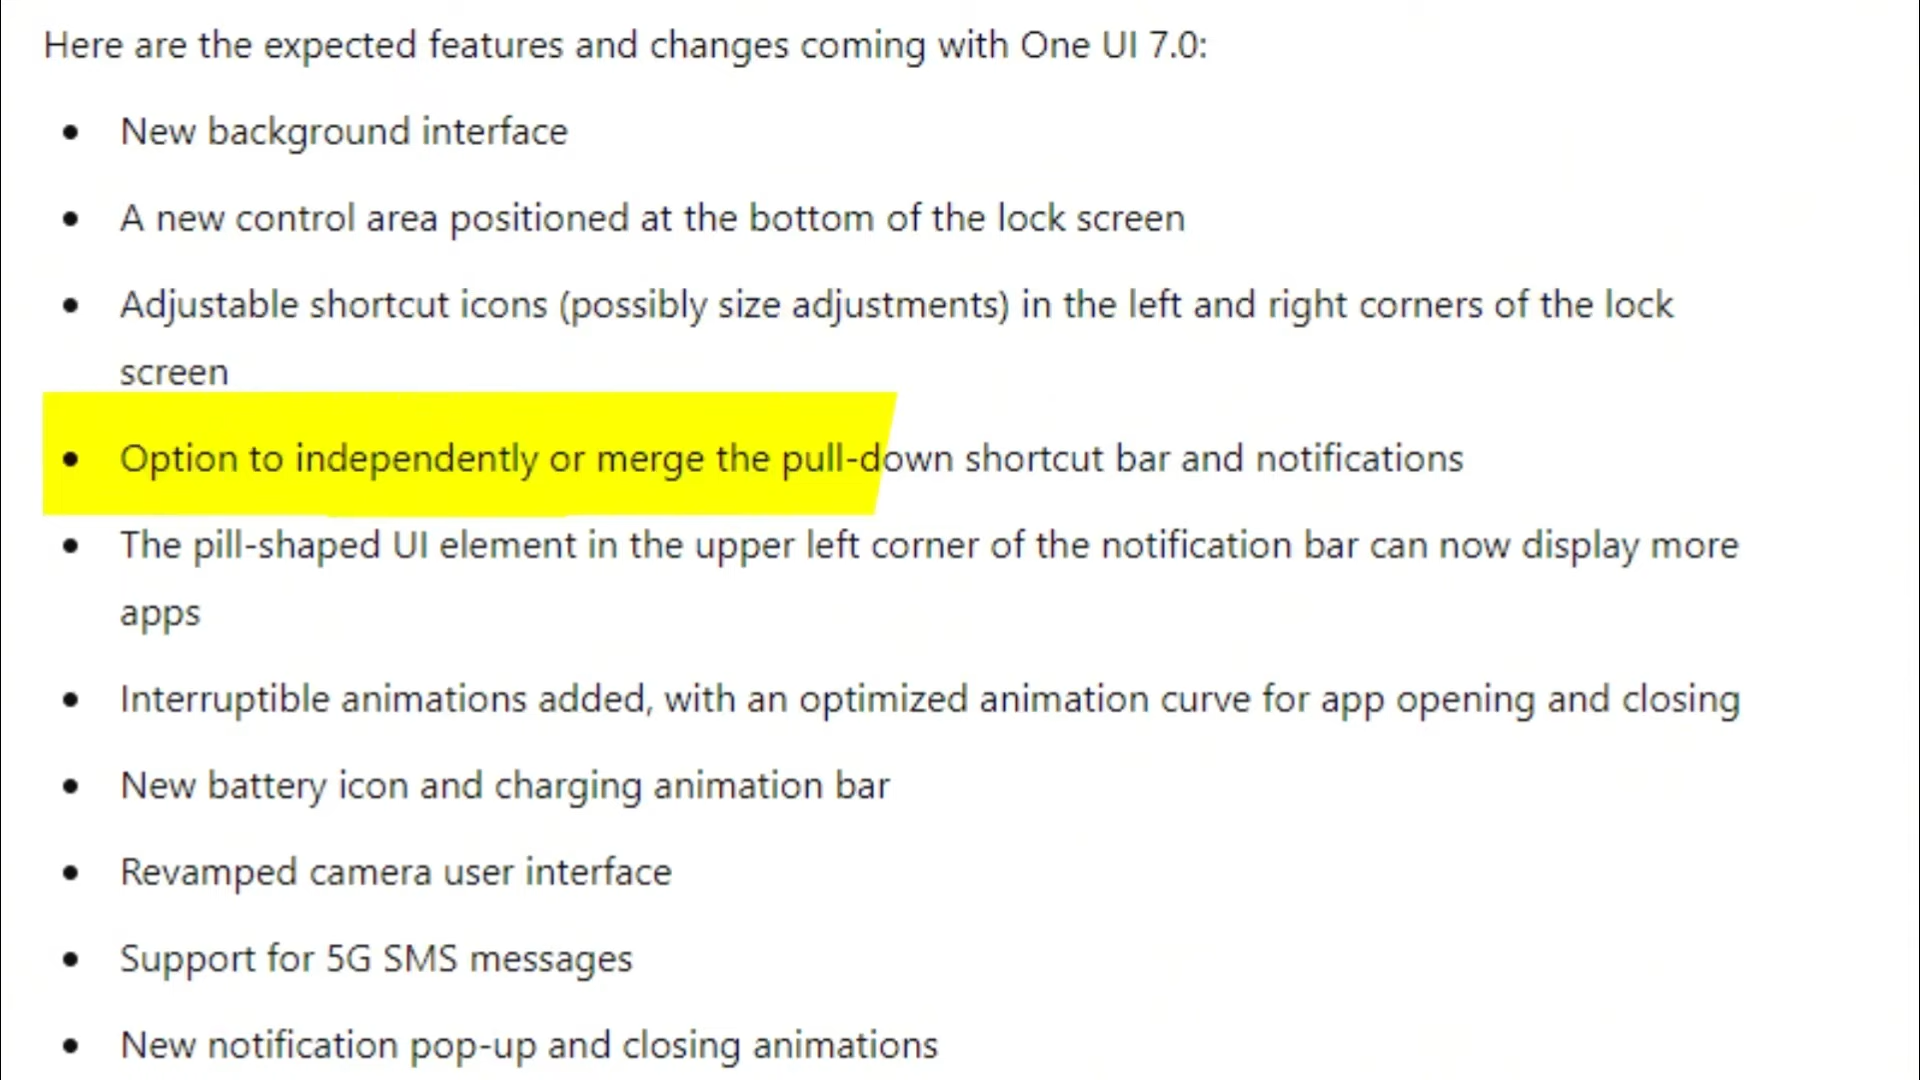 Here are the expected features and changes coming with One UI 7.0:
• New background interface
• A new control area positioned at the bottom of the lock screen
• Adjustable shortcut icons (possibly size adjustments) in the left and right corners of the lock
screen
• Option to independently or merge the pull-down shortcut bar and notifications
• The pill-shaped UI element in the upper left corner of the notification bar can now display more
apps
• Interruptible animations added, with an optimized animation curve for app opening and closing
• New battery icon and charging animation bar
• Revamped camera user interface
• Support for 5G SMS messages
• New notification pop-up and closing animations